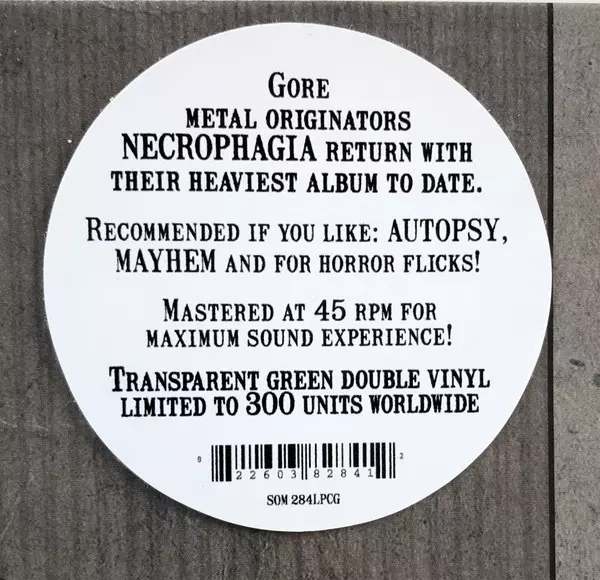 Gore
METAL ORIGINATORS
NECROPHAGIA RETURN WITH
THEIR HEAVIEST ALBUM TO DATE.
RECOMMENDED IF YOU LIKE: AUTOPSY,
MAYHEM AND FOR HORROR FLICKS!
MASTERED AT 45 RPM FOR
MAXIMUM SOUND EXPERIENCE!
TRANSPARENT GREEN DOUBLE VINYL
LIMITED TO 300 UNITS WORLDWIDE
8 22603 82841 2
SOM 284LPCG